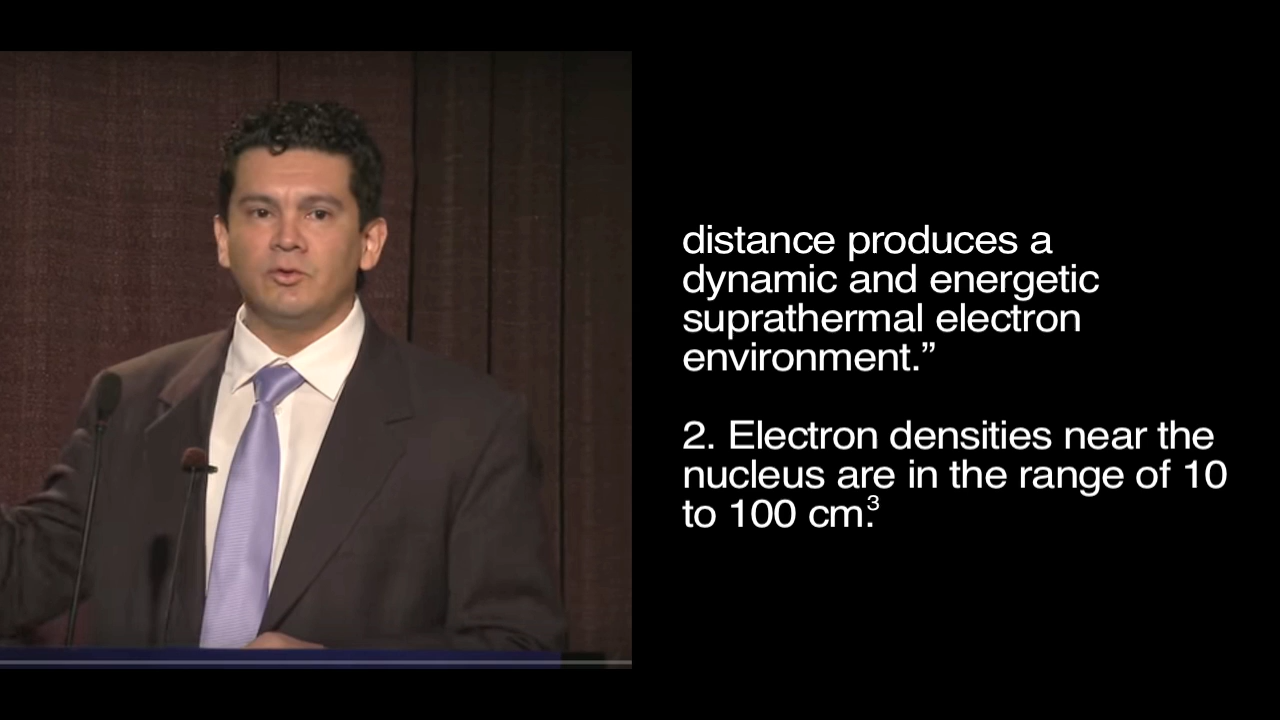 distance produces a
dynamic and energetic
suprathermal electron
environment.”
2. Electron densities near the
nucleus are in the range of 10
to 100 cm.³